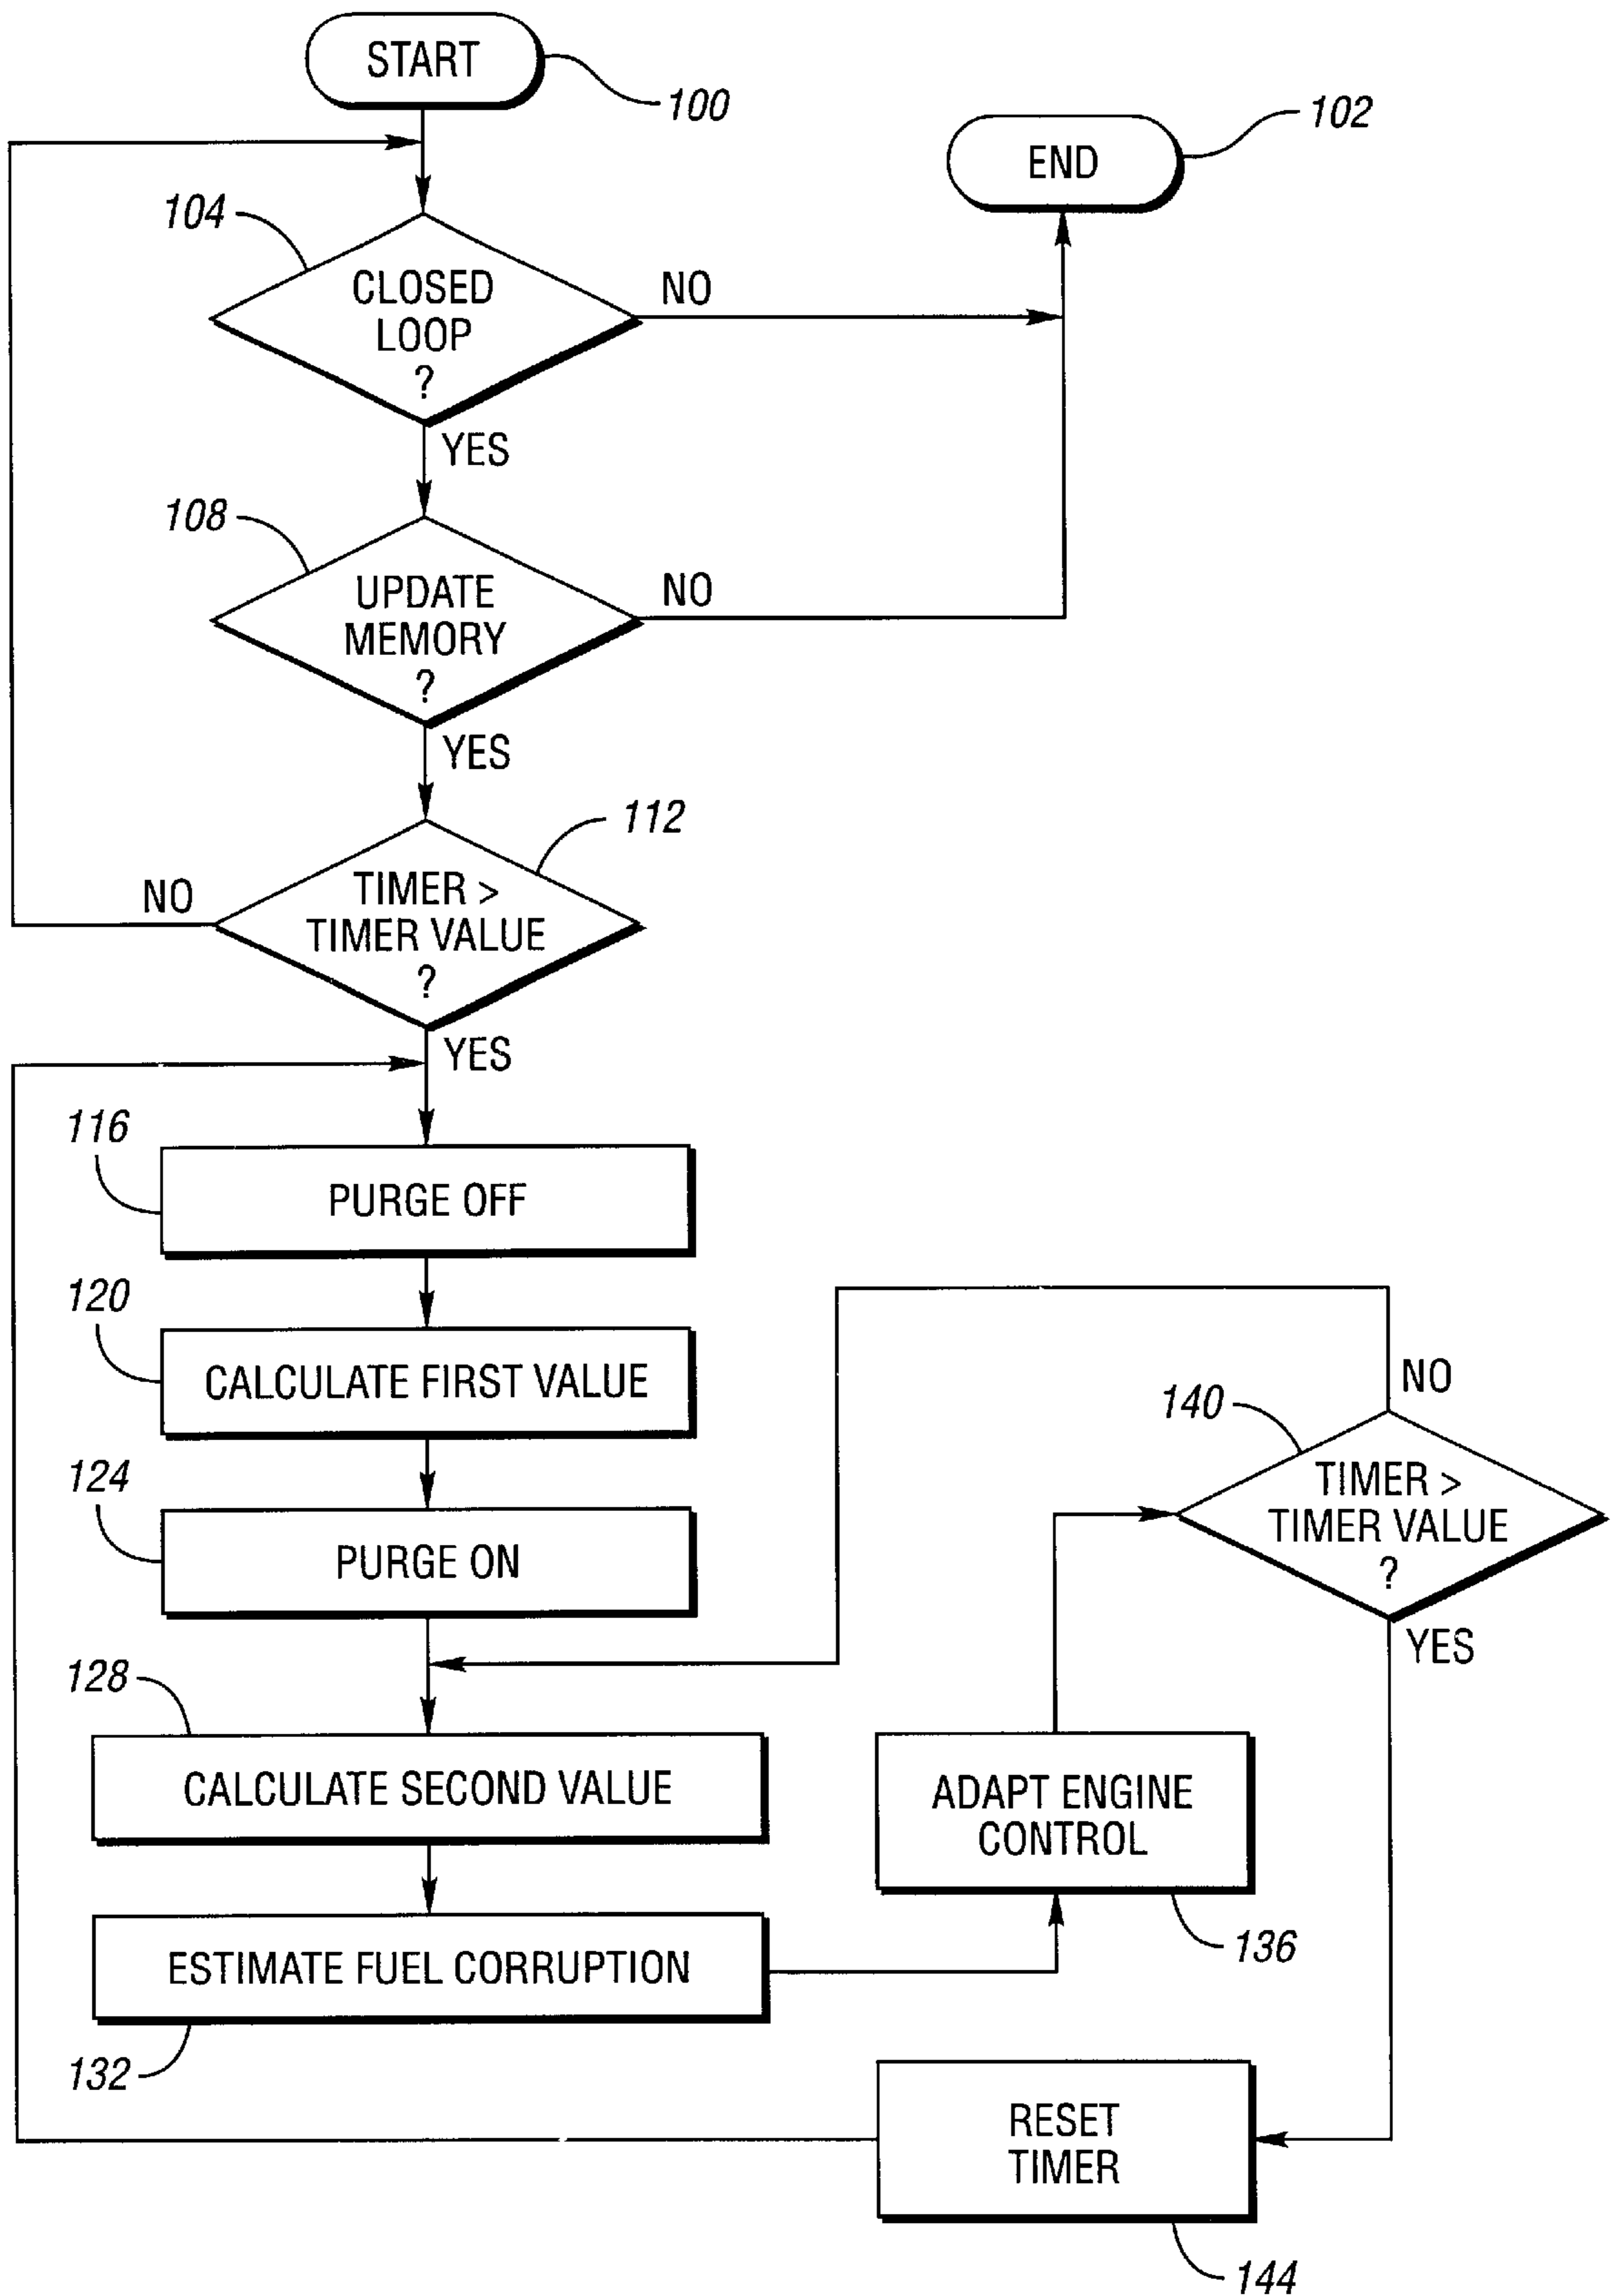 START
100
END
102
104
CLOSED
LOOP
?
NO
YES
108
UPDATE
MEMORY
?
NO
YES
112
TIMER >
TIMER VALUE
?
NO
YES
116
PURGE OFF
120
CALCULATE FIRST VALUE
124
PURGE ON
128
CALCULATE SECOND VALUE
132
ESTIMATE FUEL CORRUPTION
ADAPT ENGINE
CONTROL
136
140
TIMER >
TIMER VALUE
?
NO
YES
RESET
TIMER
144